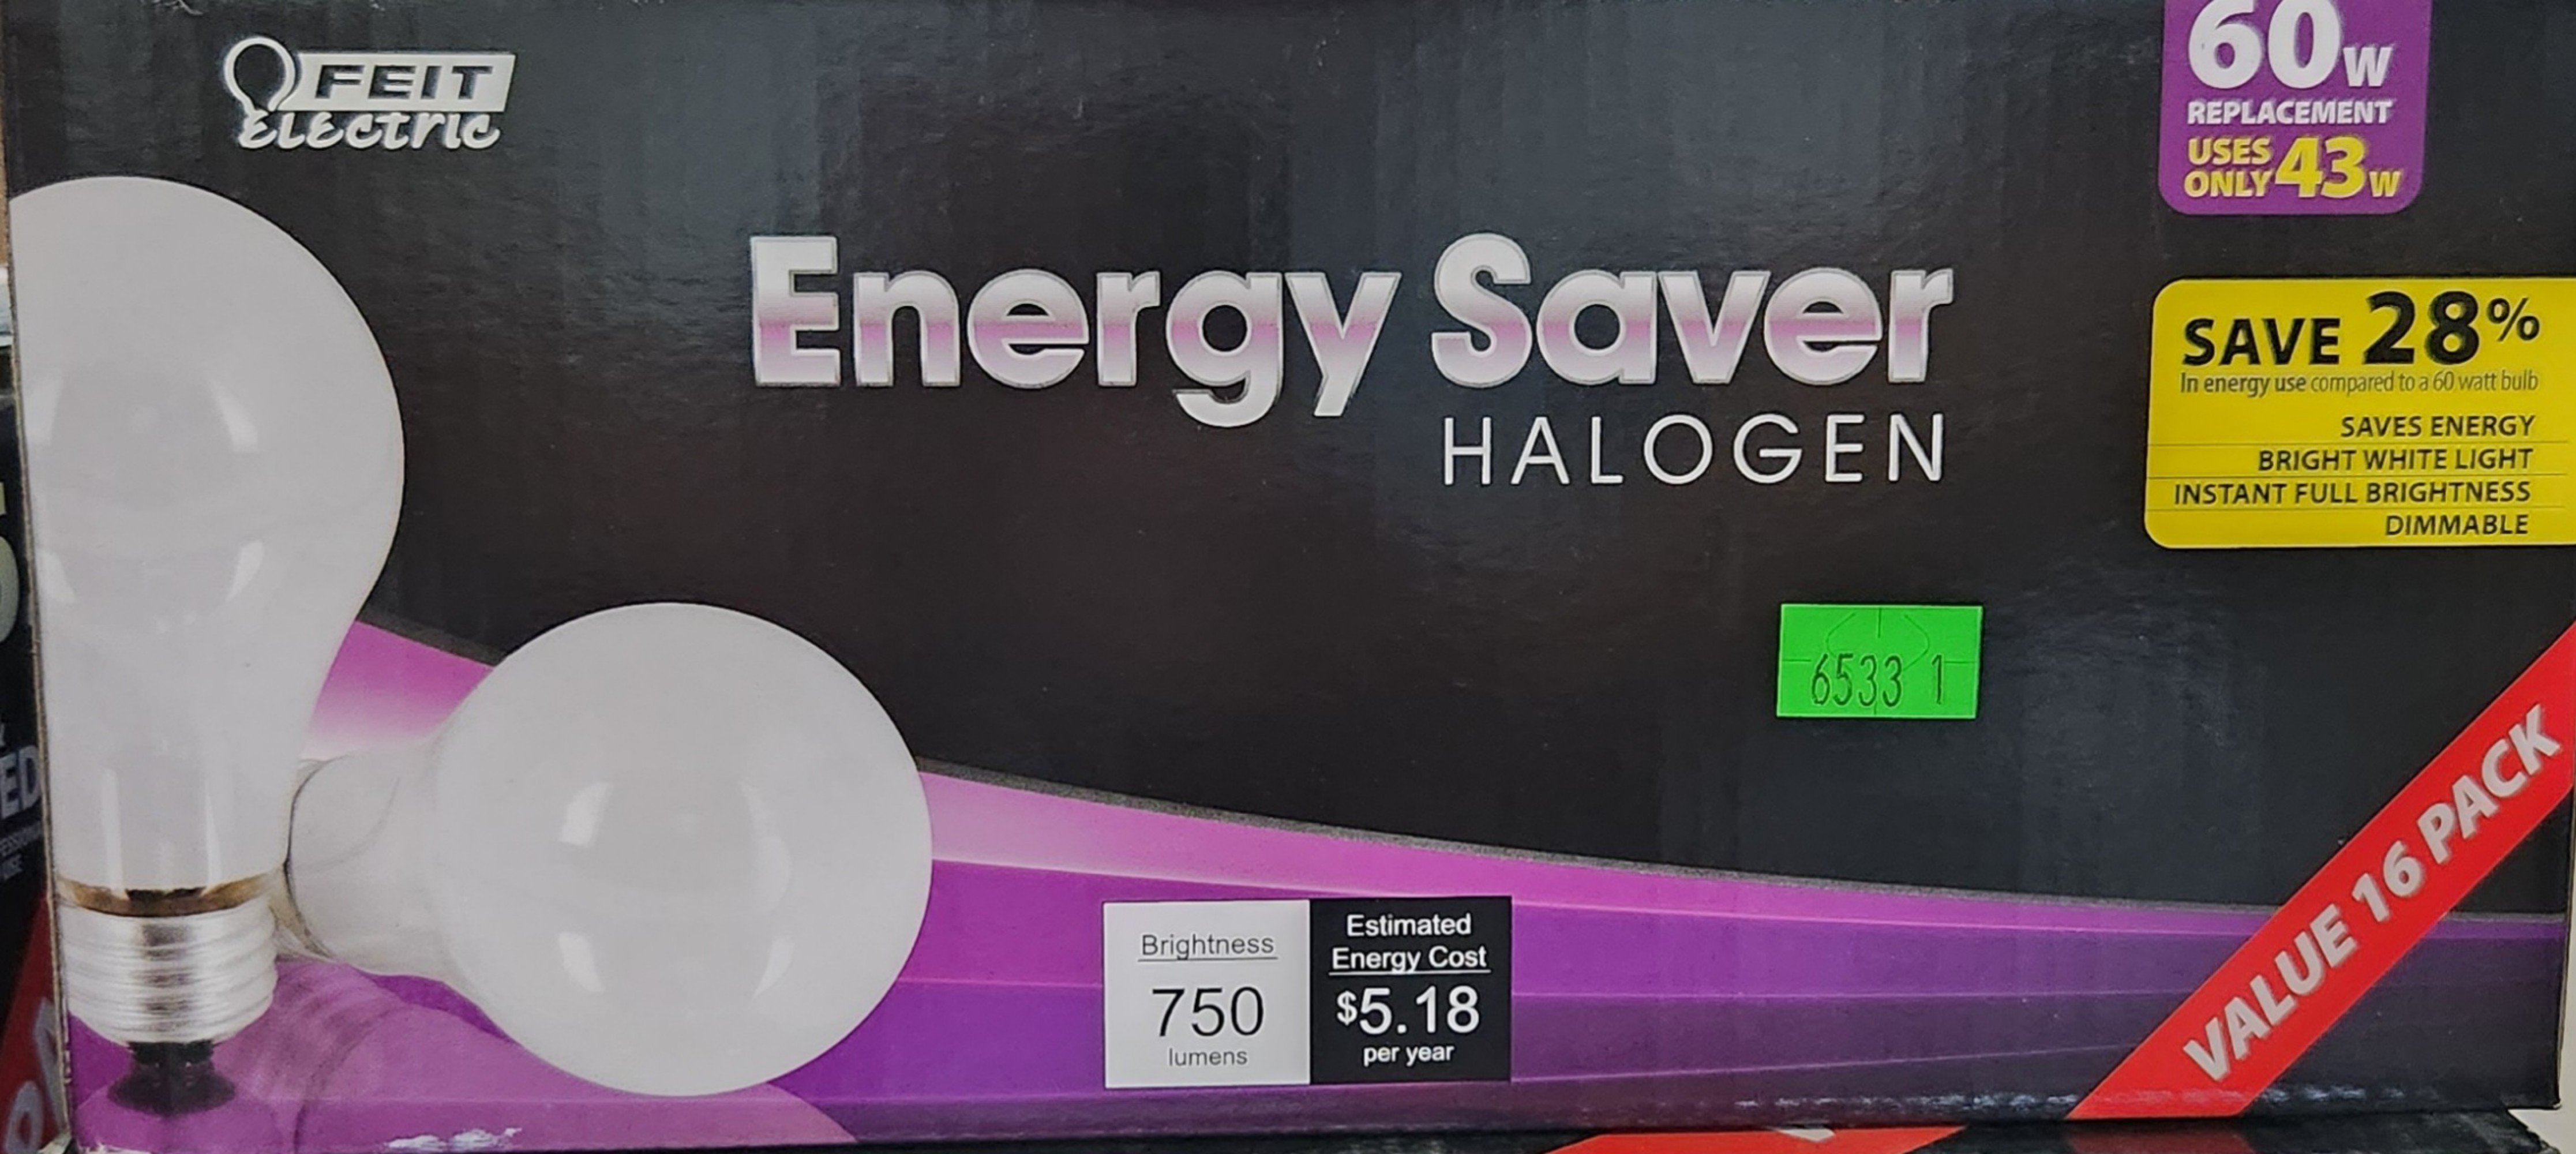 FEIT
ELECTRIC
60W
REPLACEMENT
USES
ONLY 43W
Energy Saver
HALOGEN
SAVE 28%
In energy use compared to a 60 watt bulb
SAVES ENERGY
BRIGHT WHITE LIGHT
INSTANT FULL BRIGHTNESS
DIMMABLE
6533 1
Brightness
750
lumens
Estimated
Energy Cost
$5.18
per year
VALUE 16 PACK
ED